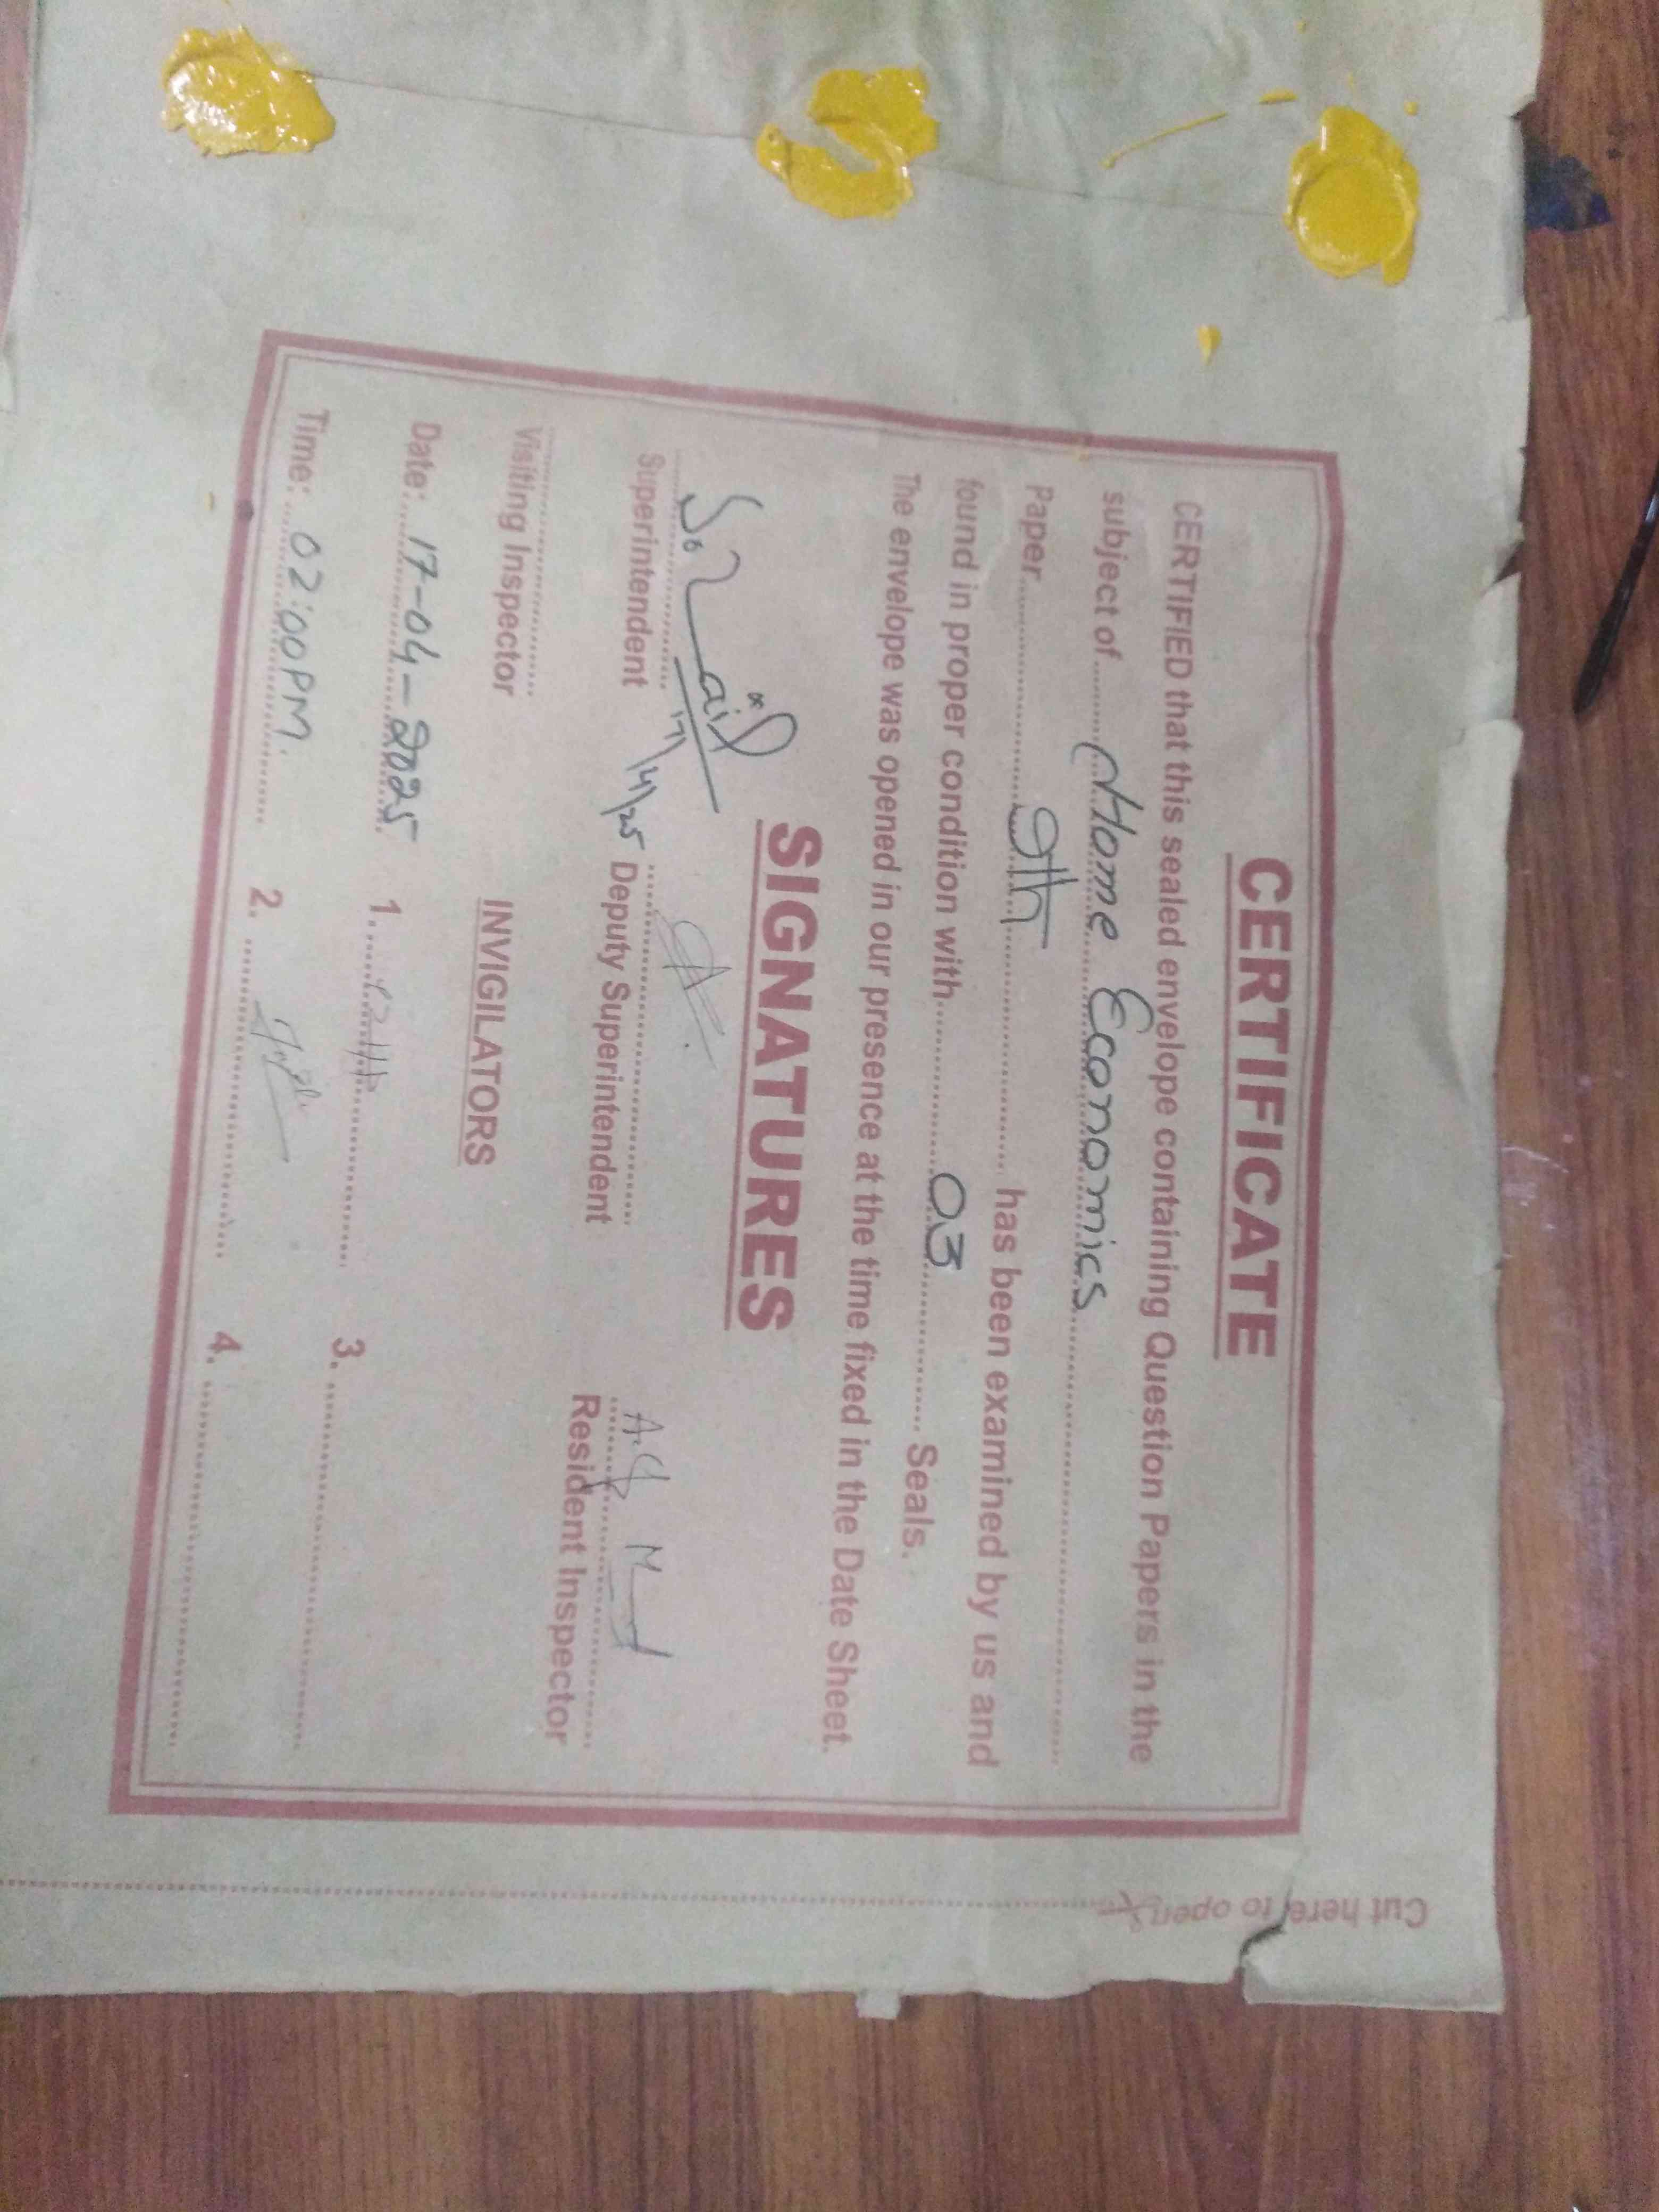 CERTIFICATE
CERTIFIED that this sealed envelope containing Question Papers in the
subject of Home Economics
Paper 9th has been examined by us and
found in proper condition with 03 Seals.
The envelope was opened in our presence at the time fixed in the Date Sheet.
SIGNATURES
17/4/25
Superintendent Deputy Superintendent Resident Inspector
Visiting Inspector INVIGILATORS
Date: 17-04-2025 1. 3.
Time: 02:00PM. 2. 4.
Cut here to open